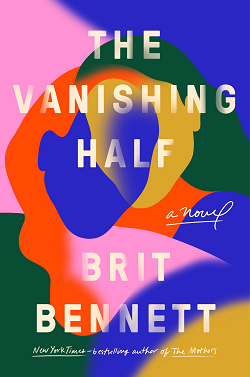 THE
VANISHING
HALF
a novel
BRIT
BENNETT
New York Times-bestselling author of The Mothers